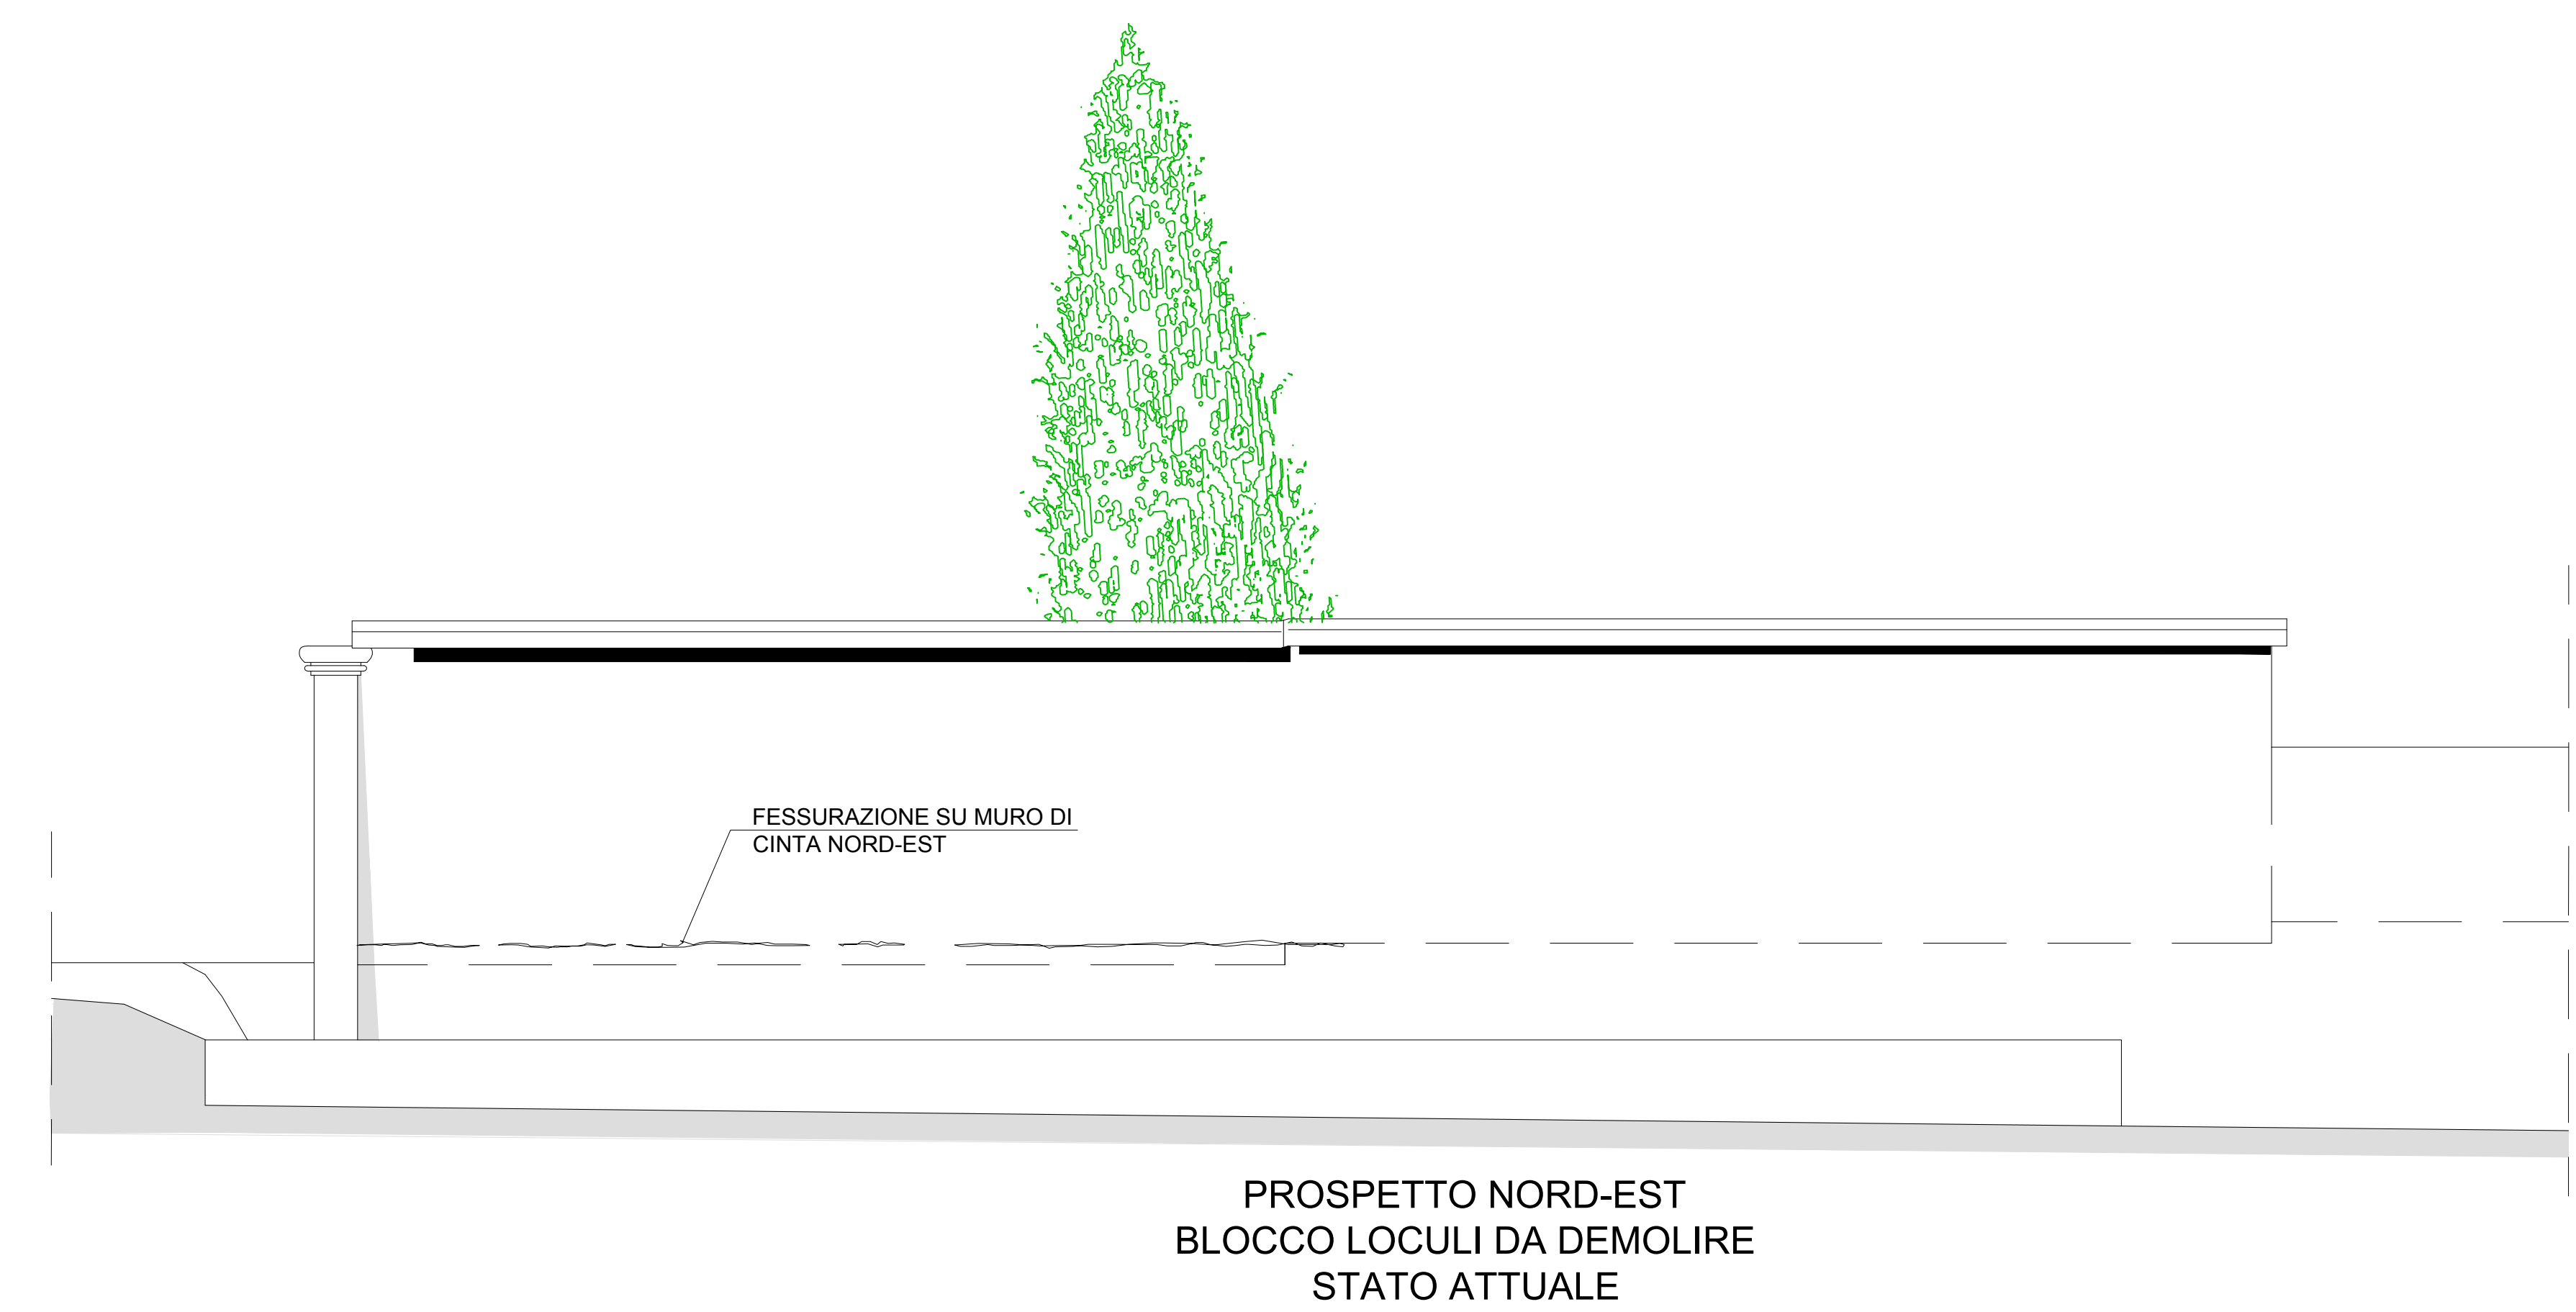 FESSURAZIONE SU MURO DI
CINTA NORD-EST
PROSPETTO NORD-EST
BLOCCO LOCULI DA DEMOLIRE
STATO ATTUALE